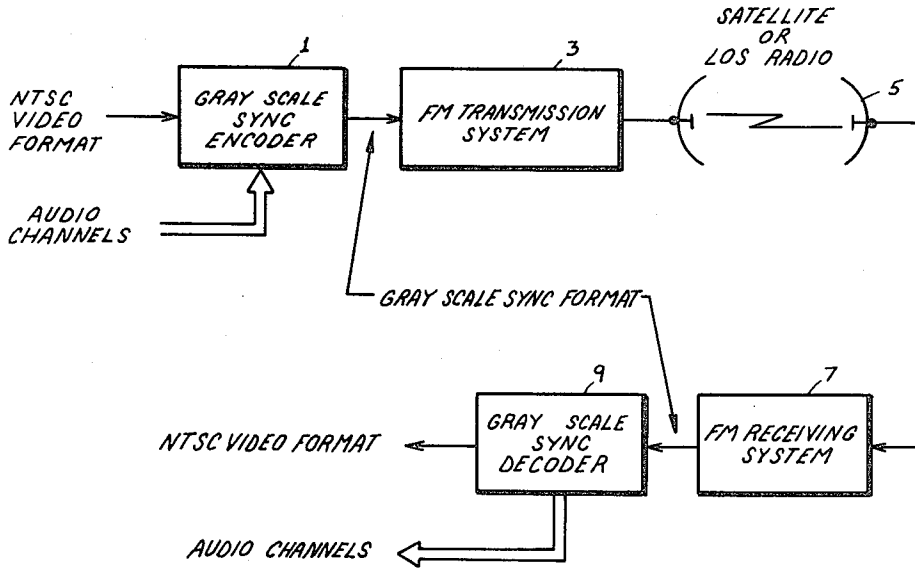 SATELLITE
OR
LOS RADIO
1
3
5
NTSC
VIDEO
FORMAT
GRAY SCALE
SYNC
ENCODER
FM TRANSMISSION
SYSTEM
AUDIO
CHANNELS
GRAY SCALE SYNC FORMAT
9
7
NTSC VIDEO FORMAT
GRAY SCALE
SYNC
DECODER
FM RECEIVING
SYSTEM
AUDIO CHANNELS